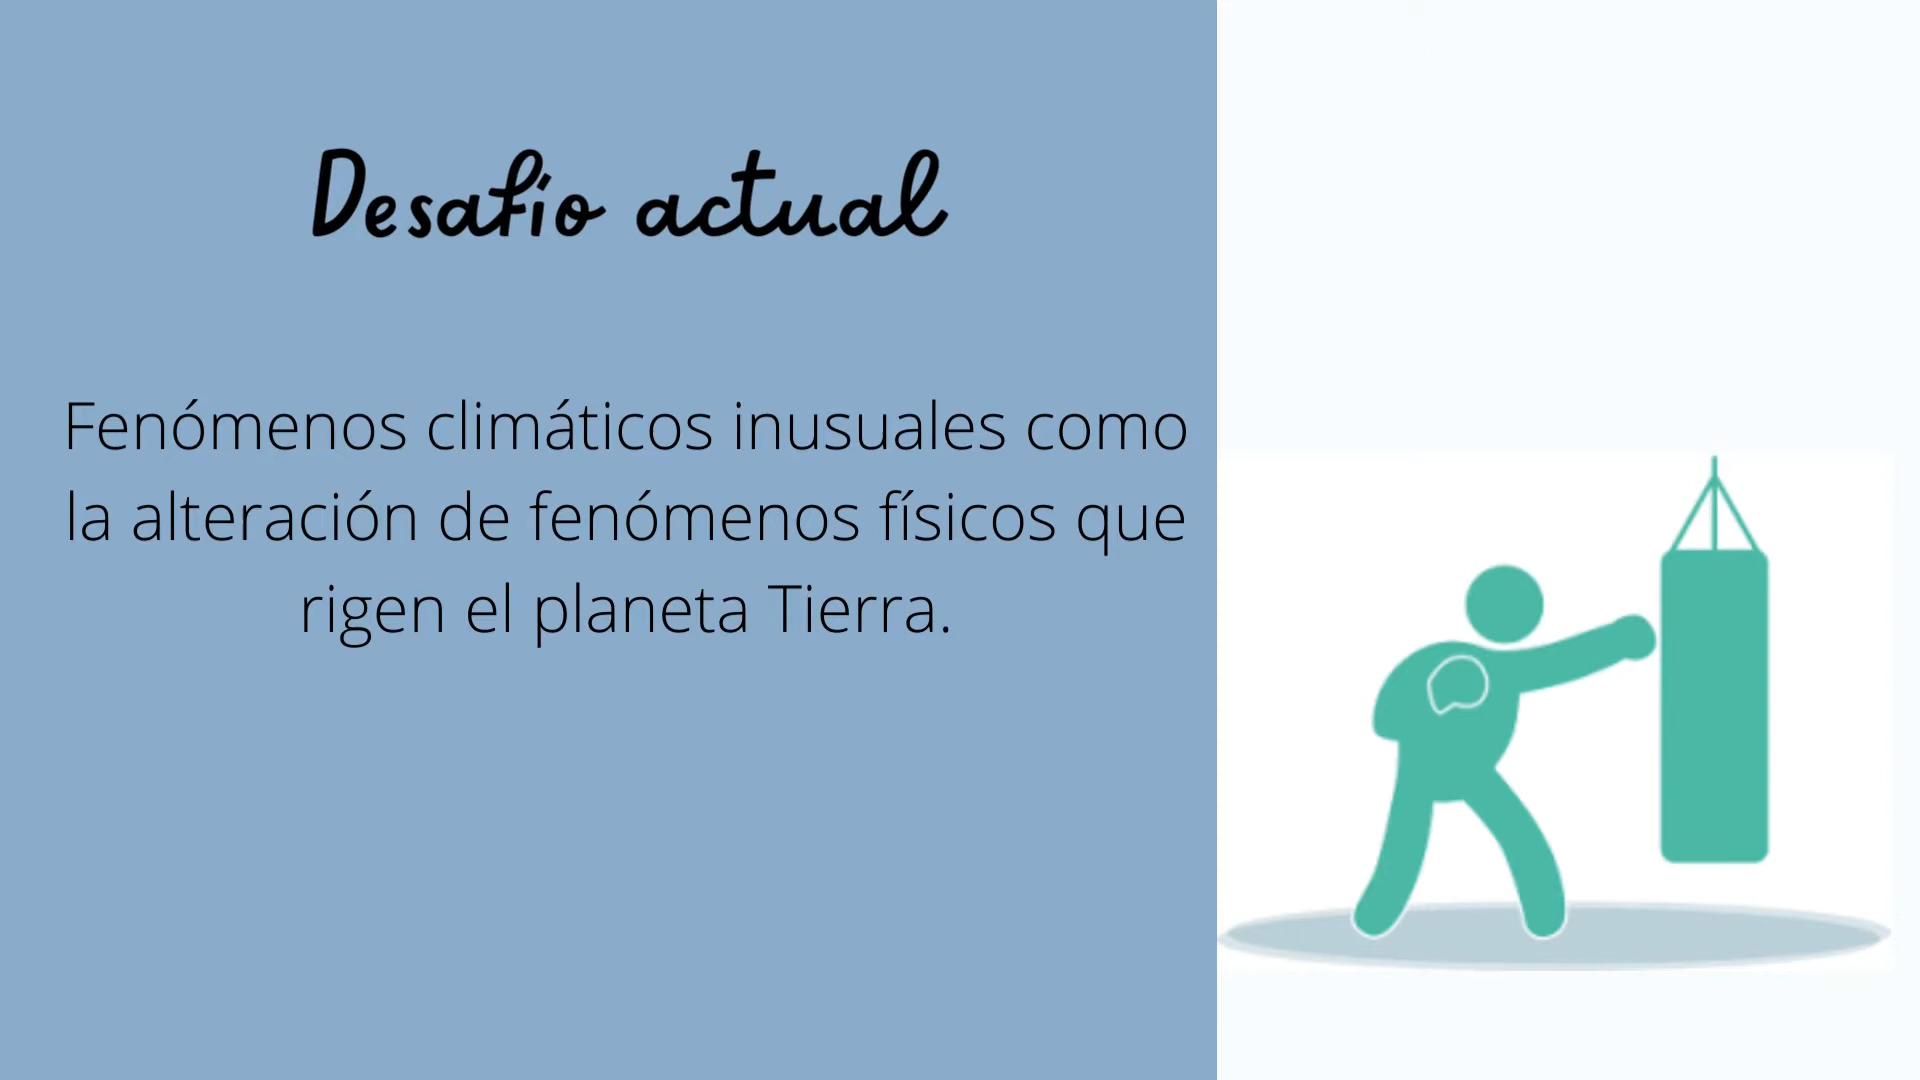 Desafío actual
Fenómenos climáticos inusuales como
la alteración de fenómenos físicos que
rigen el planeta Tierra.